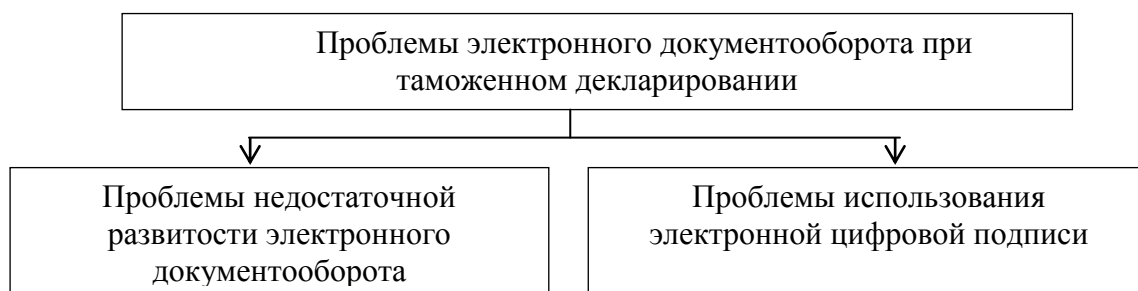 Проблемы электронного документооборота при
таможенном декларировании
Проблемы недостаточной
развитости электронного
документооборота
Проблемы использования
электронной цифровой подписи